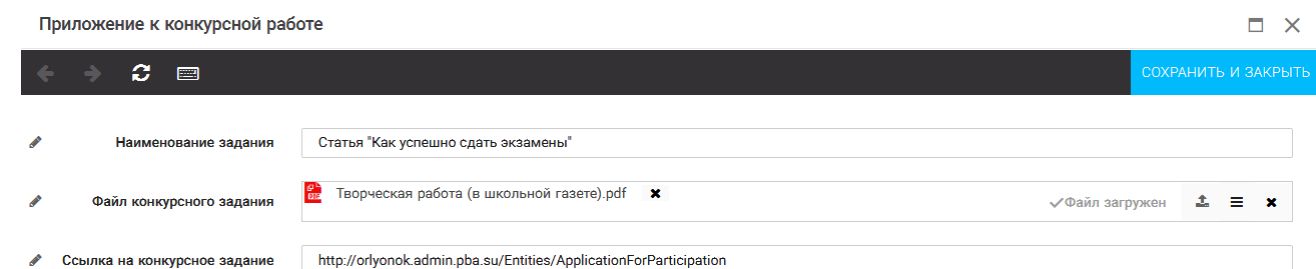 Приложение к конкурсной работе
СОХРАНИТЬ И ЗАКРЫТЬ
Наименование задания Статья "Как успешно сдать экзамены"
Файл конкурсного задания PDF Творческая работа (в школьной газете).pdf Файл загружен
Ссылка на конкурсное задание http://orlyonok.admin.pba.su/Entities/ApplicationForParticipation